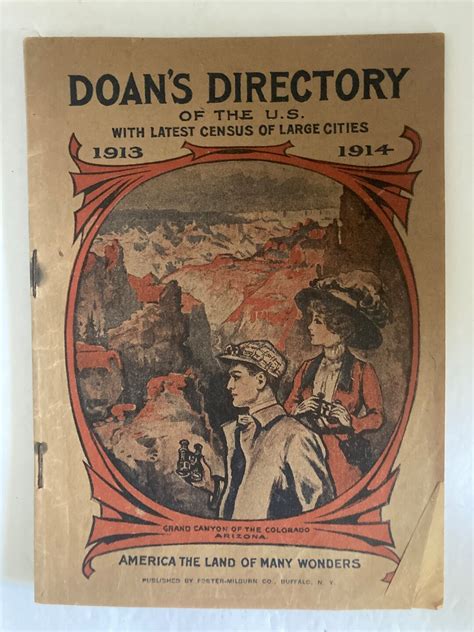 DOAN'S DIRECTORY
OF THE U.S.
WITH LATEST CENSUS OF LARGE CITIES
1913 1914
GRAND CANYON OF THE COLORADO
ARIZONA
AMERICA THE LAND OF MANY WONDERS
PUBLISHED BY FOSTER-MILBURN CO., BUFFALO, N.Y.